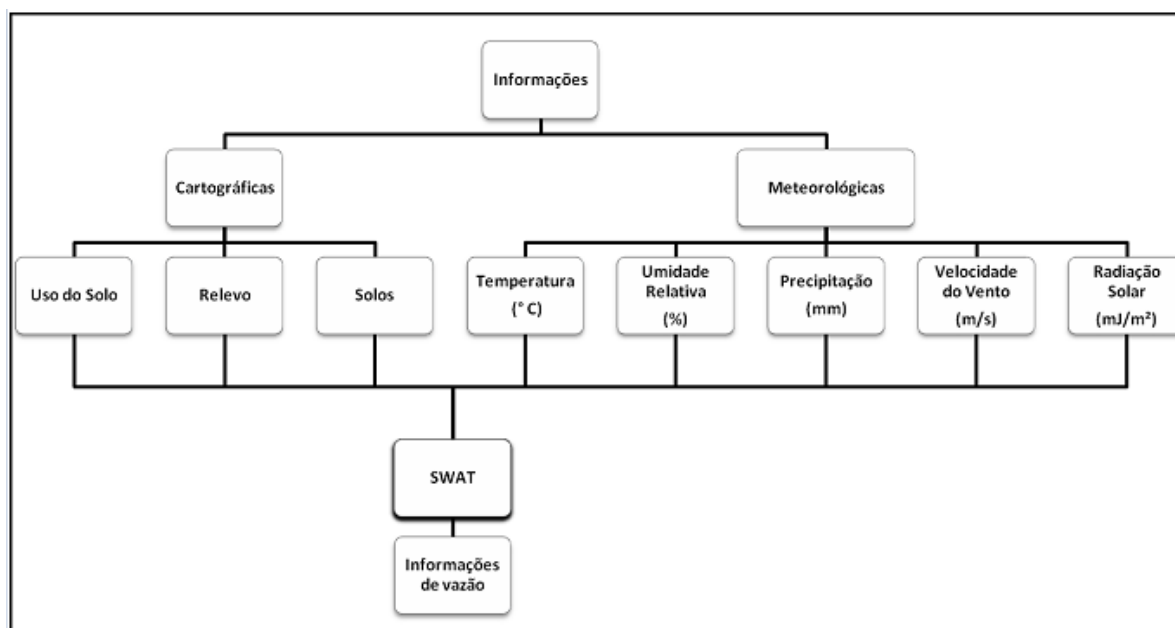 Informações
Cartográficas
Meteorológicas
Uso do Solo
Relevo
Solos
Temperatura
(° C)
Umidade
Relativa
(%)
Precipitação
(mm)
Velocidade
do Vento
(m/s)
Radiação
Solar
(mJ/m²)
SWAT
Informações
de vazão